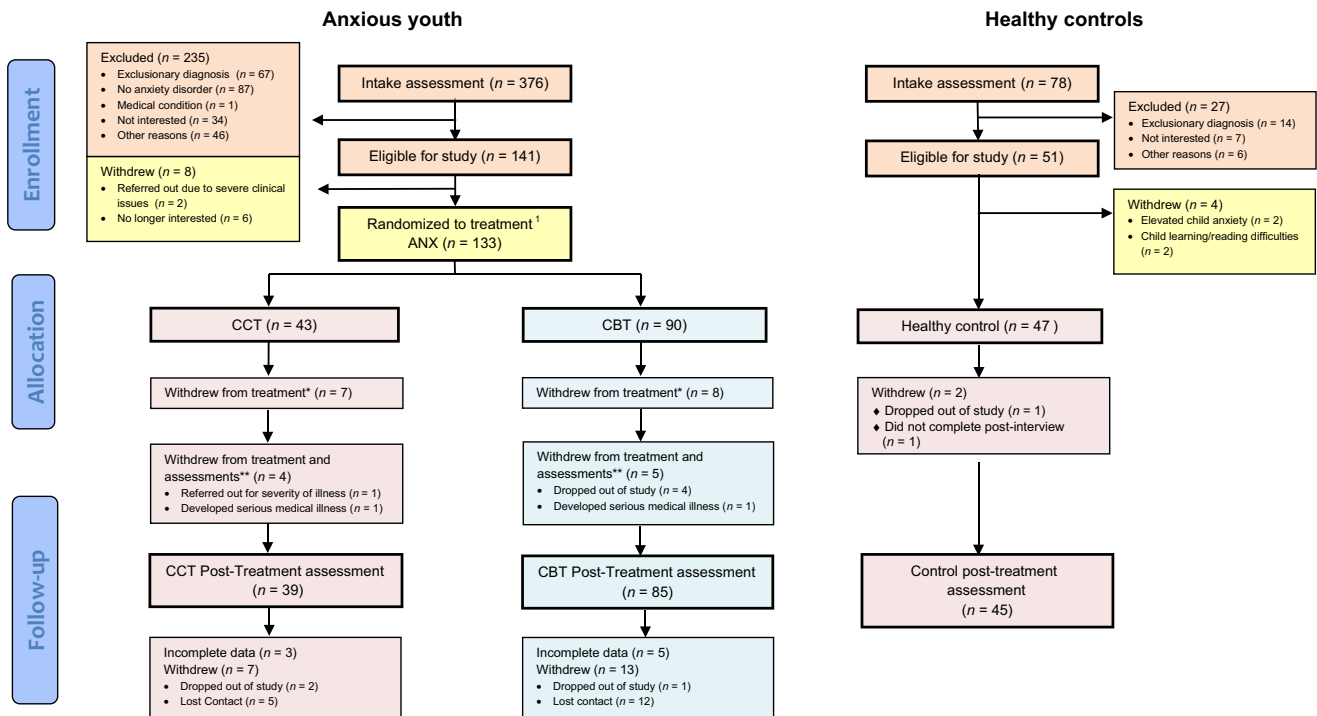 Anxious youth
Healthy controls
Enrollment
Excluded (n = 235)
• Exclusionary diagnosis (n = 67)
• No anxiety disorder (n = 87)
• Medical condition (n = 1)
• Not interested (n = 34)
• Other reasons (n = 46)
Withdrew (n = 8)
• Referred out due to severe clinical
issues (n = 2)
• No longer interested (n = 6)
Intake assessment (n = 376)
Eligible for study (n = 141)
Randomized to treatment 1
ANX (n = 133)
Intake assessment (n = 78)
Eligible for study (n = 51)
Excluded (n = 27)
• Exclusionary diagnosis (n = 14)
• Not interested (n = 7)
• Other reasons (n = 6)
Withdrew (n = 4)
• Elevated child anxiety (n = 2)
• Child learning/reading difficulties
(n = 2)
Allocation
CCT (n = 43)
Withdrew from treatment* (n = 7)
Withdrew from treatment and
assessments** (n = 4)
• Referred out for severity of illness (n = 1)
• Developed serious medical illness (n = 1)
CBT (n = 90)
Withdrew from treatment* (n = 8)
Withdrew from treatment and
assessments** (n = 5)
• Dropped out of study (n = 4)
• Developed serious medical illness (n = 1)
Healthy control (n = 47 )
Withdrew (n = 2)
♦ Dropped out of study (n = 1)
♦ Did not complete post-interview
(n = 1)
Follow-up
CCT Post-Treatment assessment
(n = 39)
Incomplete data (n = 3)
Withdrew (n = 7)
• Dropped out of study (n = 2)
• Lost Contact (n = 5)
CBT Post-Treatment assessment
(n = 85)
Incomplete data (n = 5)
Withdrew (n = 13)
• Dropped out of study (n = 1)
• Lost contact (n = 12)
Control post-treatment
assessment
(n = 45)